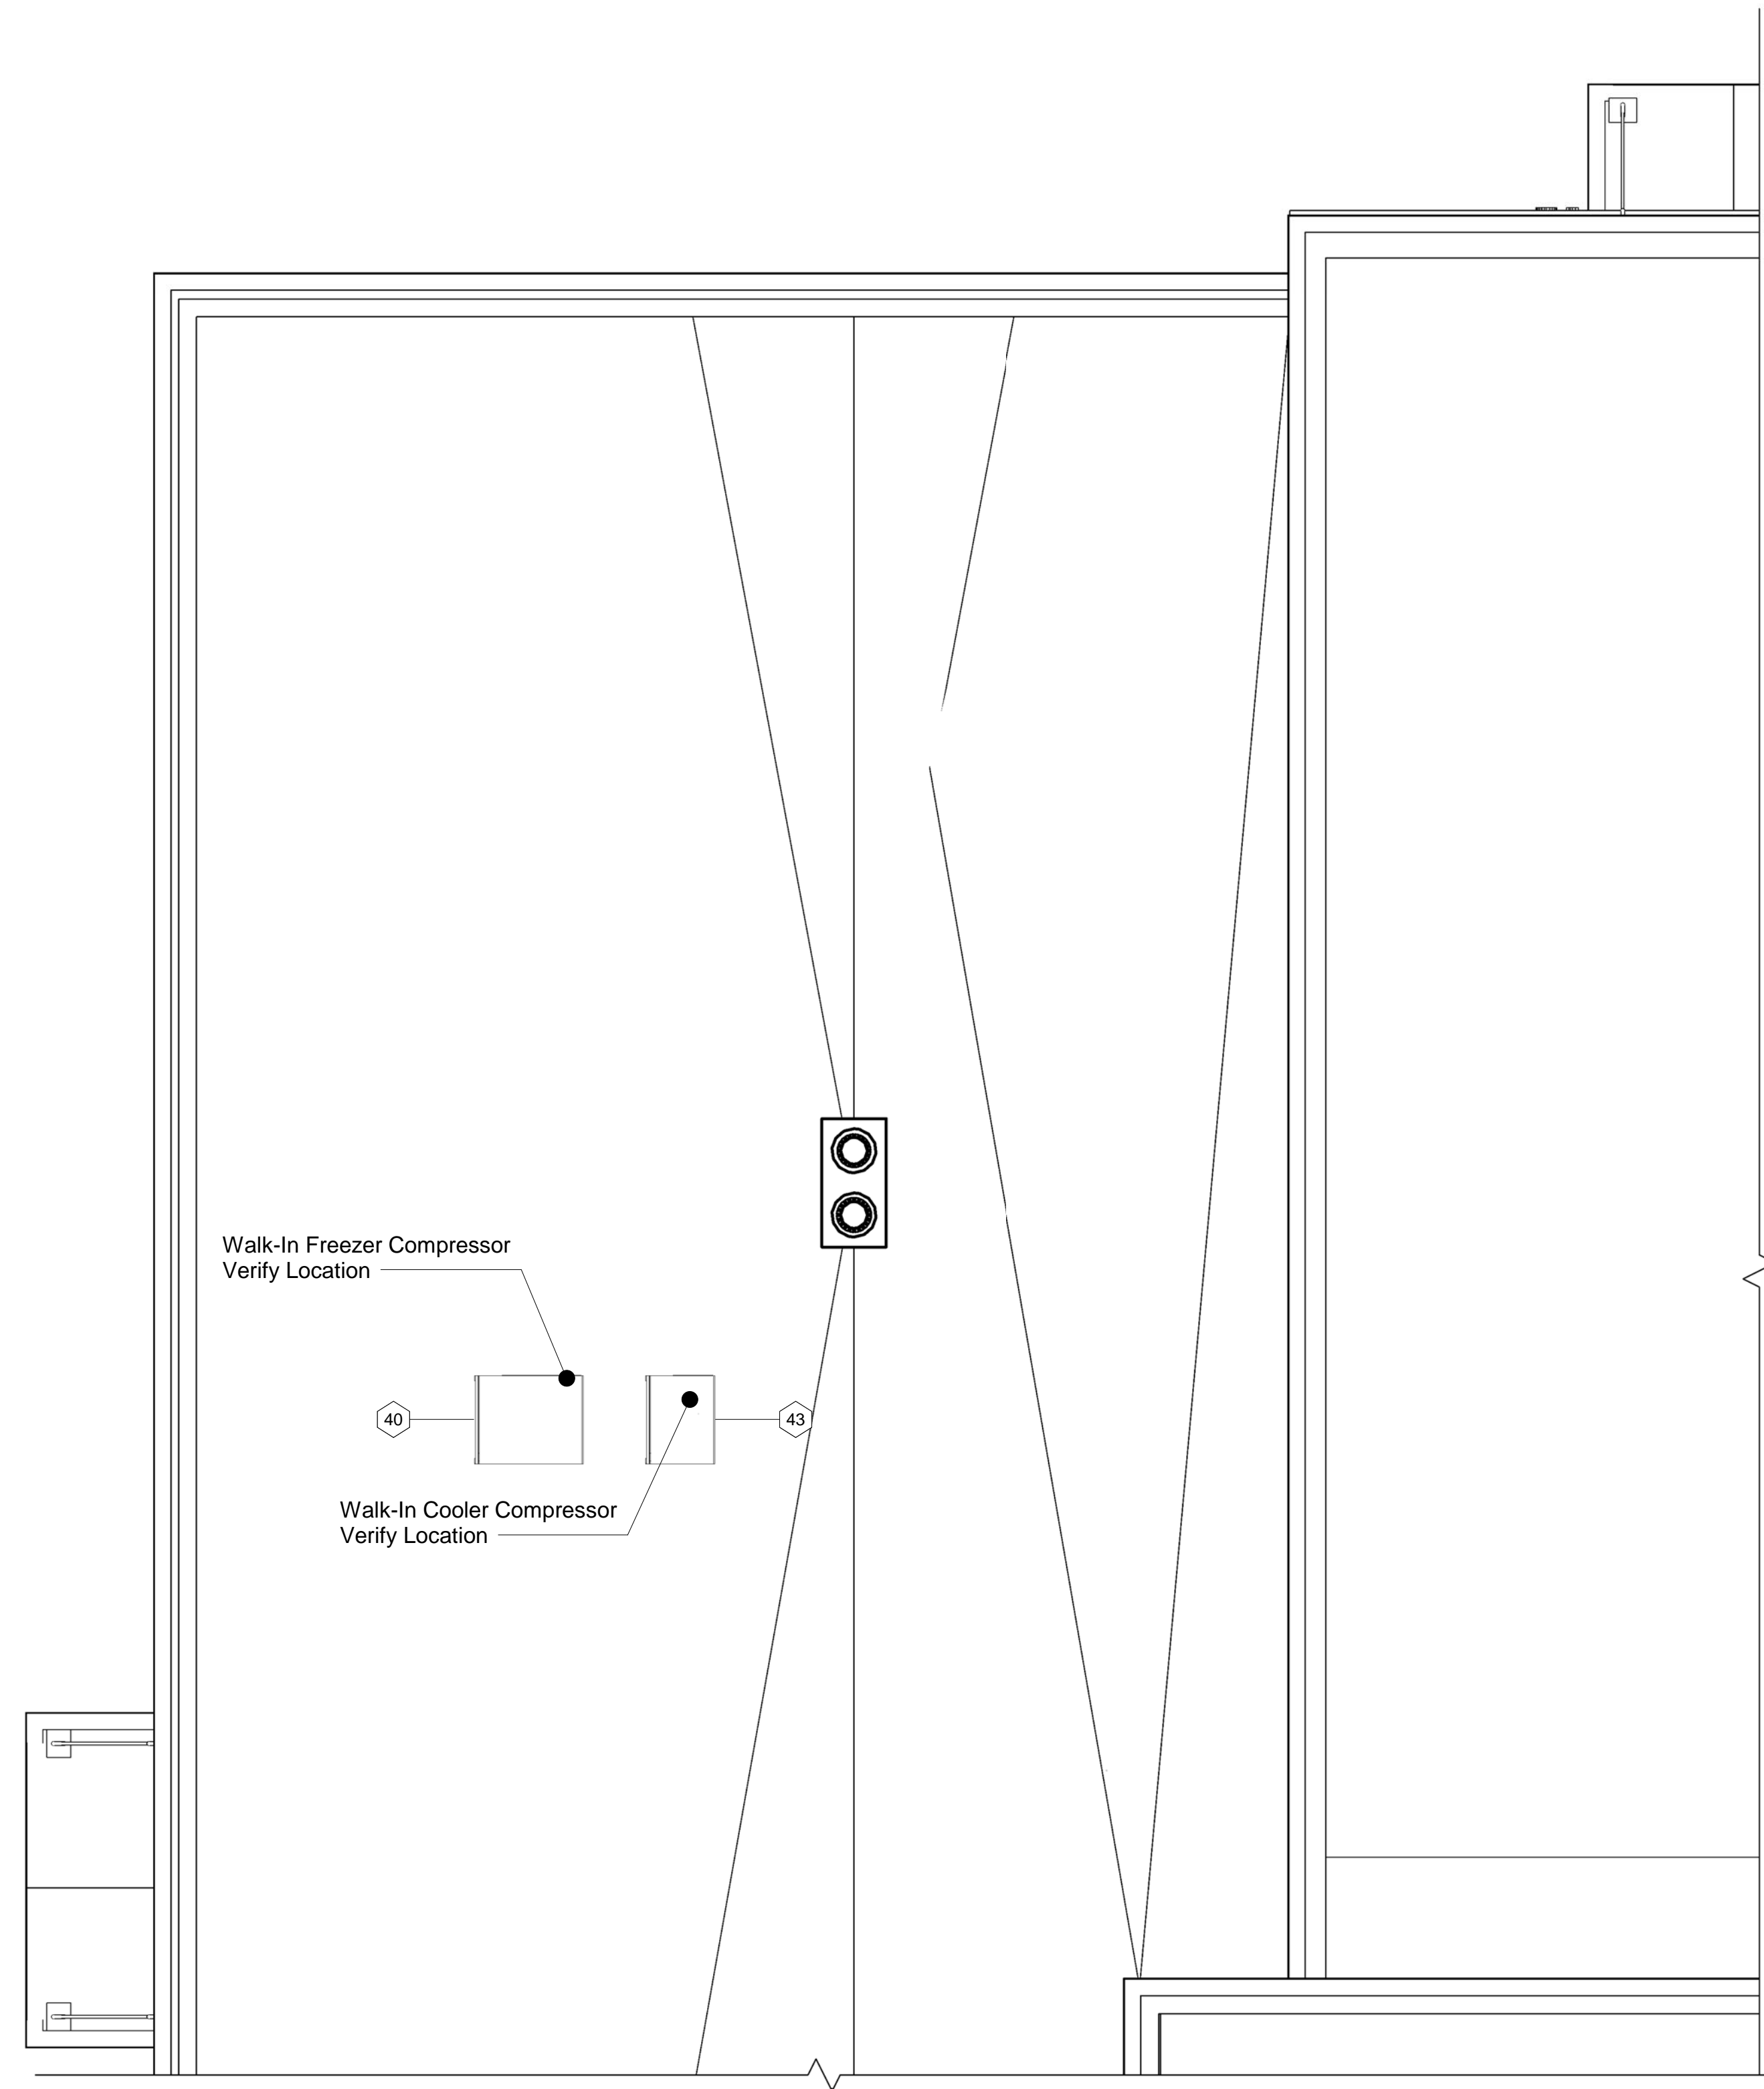 Walk-In Freezer Compressor
Verify Location
40
43
Walk-In Cooler Compressor
Verify Location